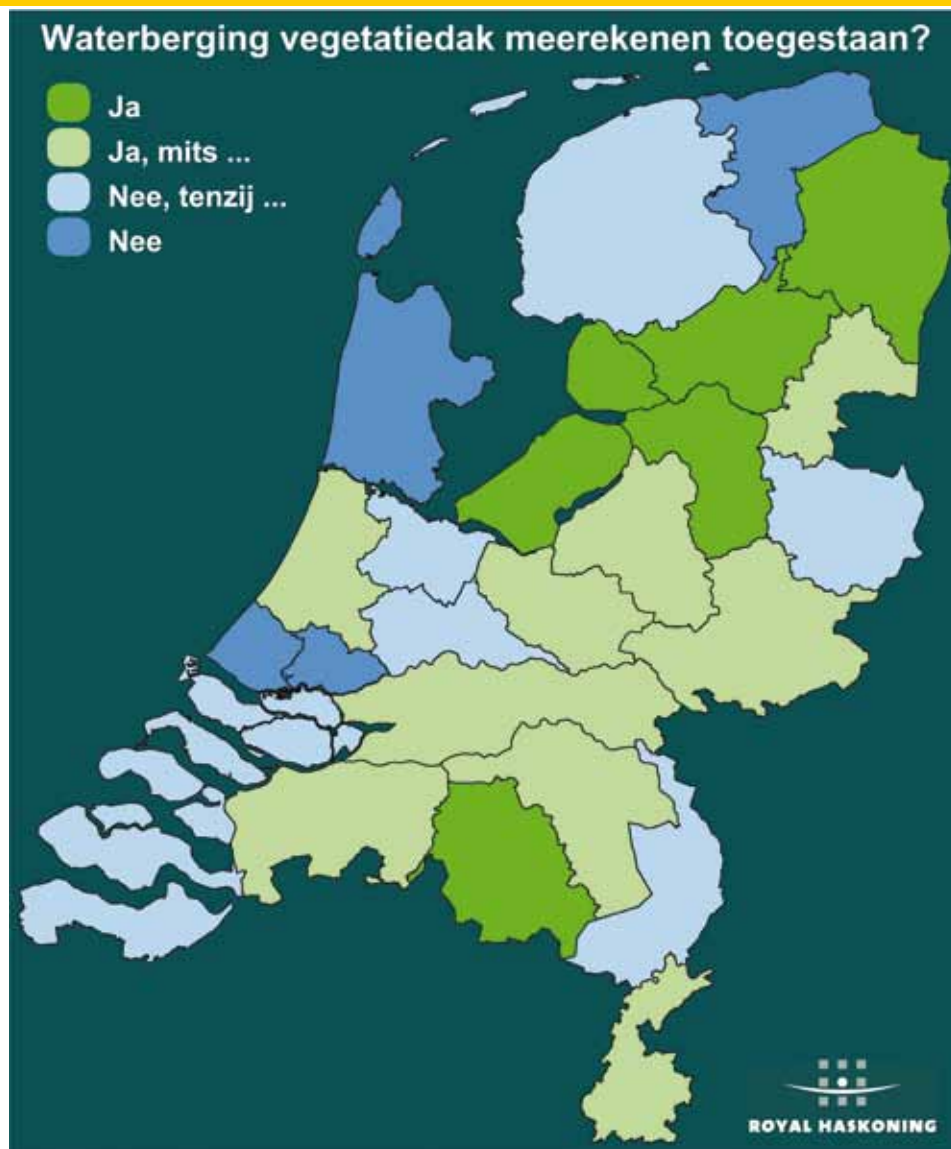 Waterberging vegetatiedak meerekenen toegestaan?
Ja
Ja, mits ...
Nee, tenzij ...
Nee
ROYAL HASKONING